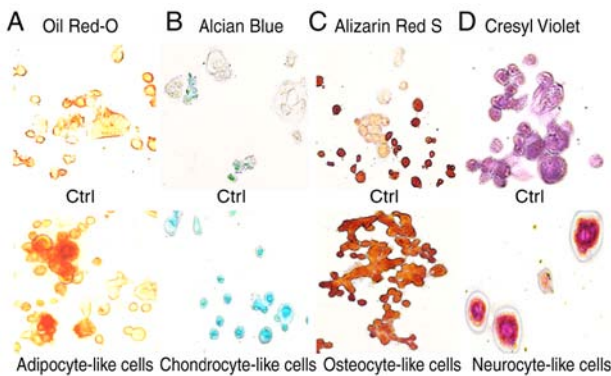 A Oil Red-O B Alcian Blue C Alizarin Red S D Cresyl Violet
Ctrl Ctrl Ctrl Ctrl
Adipocyte-like cells Chondrocyte-like cells Osteocyte-like cells Neurocyte-like cells